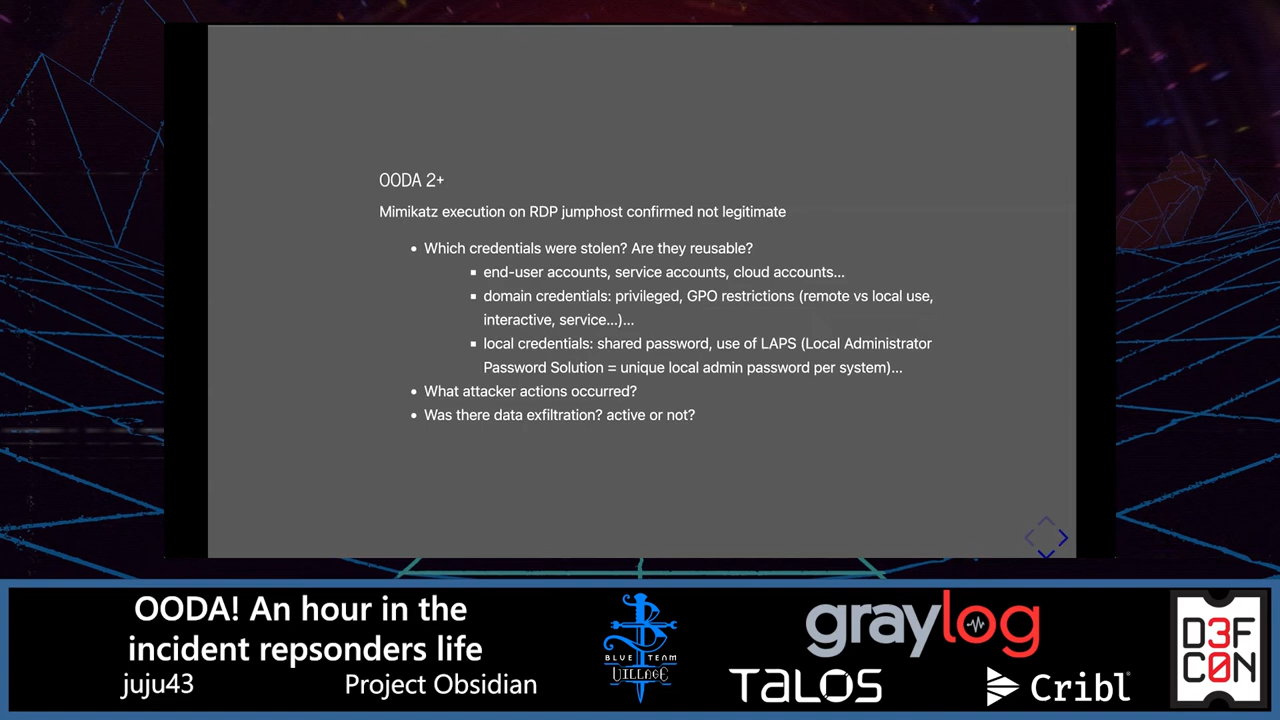 OODA 2+
Mimikatz execution on RDP jumphost confirmed not legitimate
• Which credentials were stolen? Are they reusable?
▪ end-user accounts, service accounts, cloud accounts...
▪ domain credentials: privileged, GPO restrictions (remote vs local use,
interactive, service...)...
▪ local credentials: shared password, use of LAPS (Local Administrator
Password Solution = unique local admin password per system)...
• What attacker actions occurred?
• Was there data exfiltration? active or not?
OODA! An hour in the
incident repsonders life
juju43 Project Obsidian
BLUE TEAM
VILLAGE
graylog
TALOS
Cribl
D3F
C0N